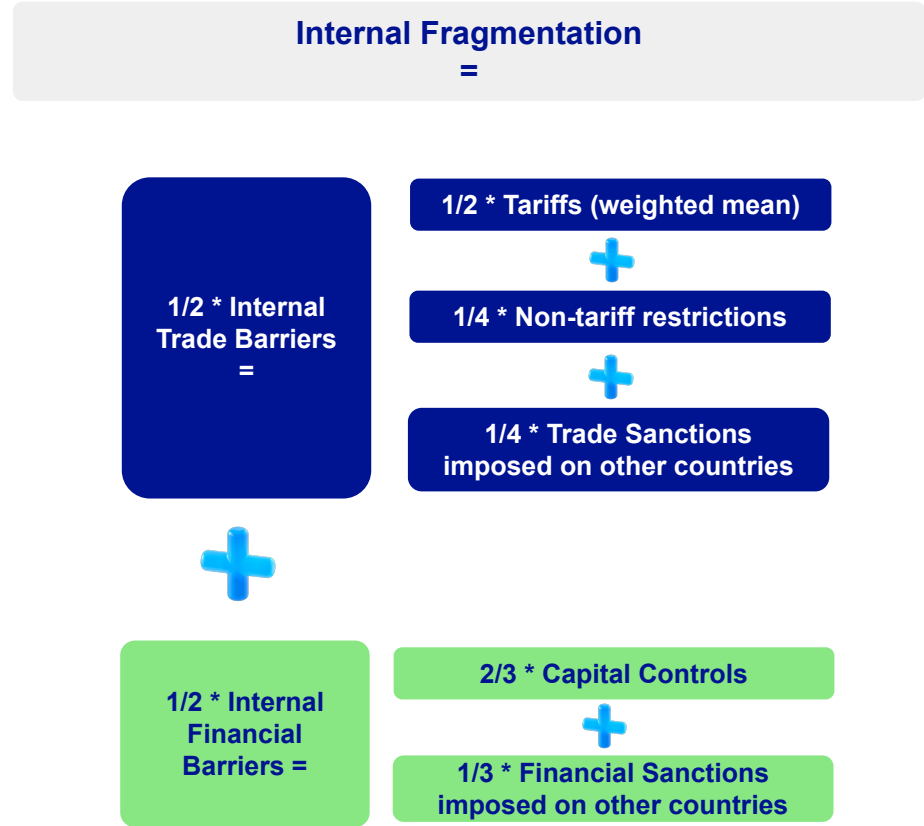 Internal Fragmentation
=
1/2 * Internal
Trade Barriers
=
1/2 * Tariffs (weighted mean)
1/4 * Non-tariff restrictions
1/4 * Trade Sanctions
imposed on other countries
1/2 * Internal
Financial
Barriers =
2/3 * Capital Controls
1/3 * Financial Sanctions
imposed on other countries